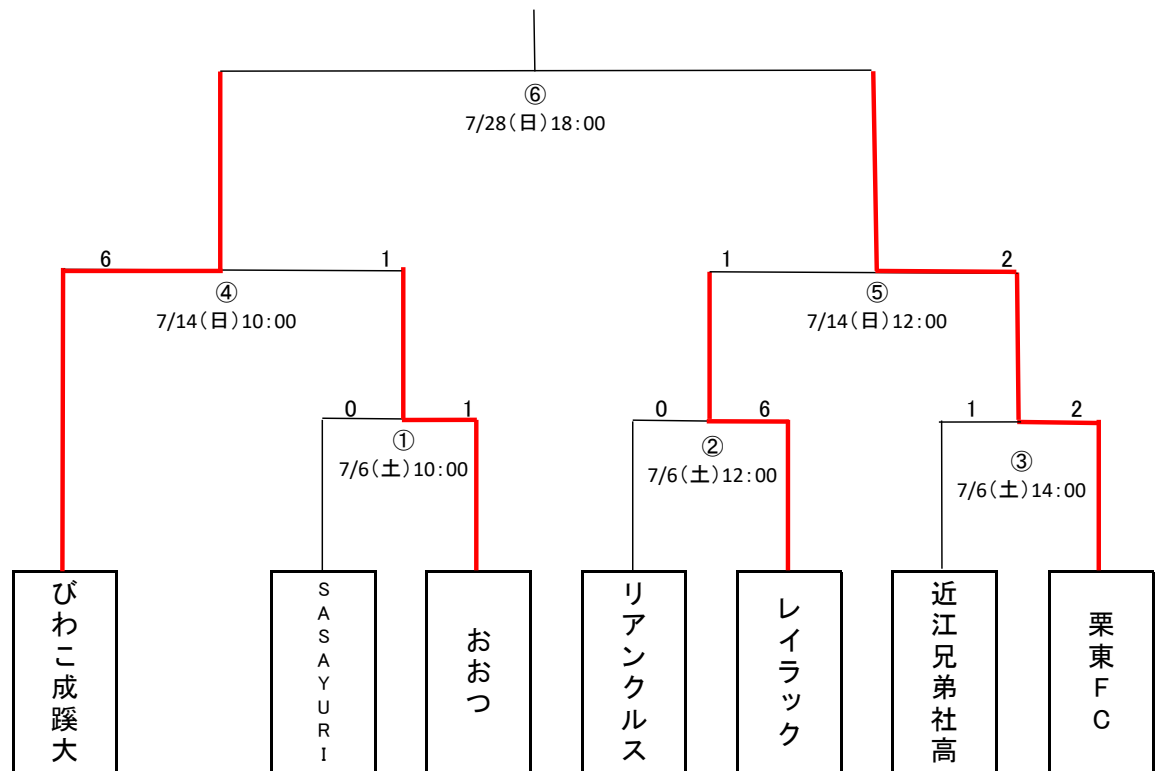 ⑥
7/28(日)18:00
6
1
④
7/14(日)10:00
1
2
⑤
7/14(日)12:00
0
1
①
7/6(土)10:00
0
6
②
7/6(土)12:00
1
2
③
7/6(土)14:00
びわこ成蹊大
SASAYURI
おおつ
リアンクルス
レイラック
近江兄弟社高
栗東FC